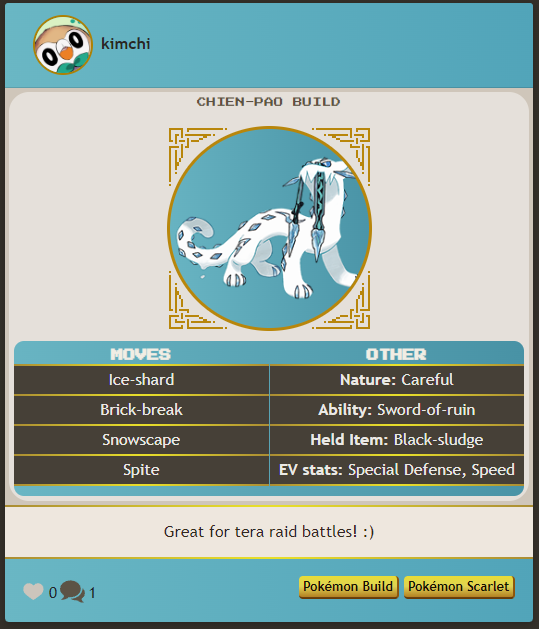 kimchi
CHIEN-PAO BUILD
MOVES OTHER
Ice-shard Nature: Careful
Brick-break Ability: Sword-of-ruin
Snowscape Held Item: Black-sludge
Spite EV stats: Special Defense, Speed
Great for tera raid battles! :)
0 1 Pokémon Build Pokémon Scarlet